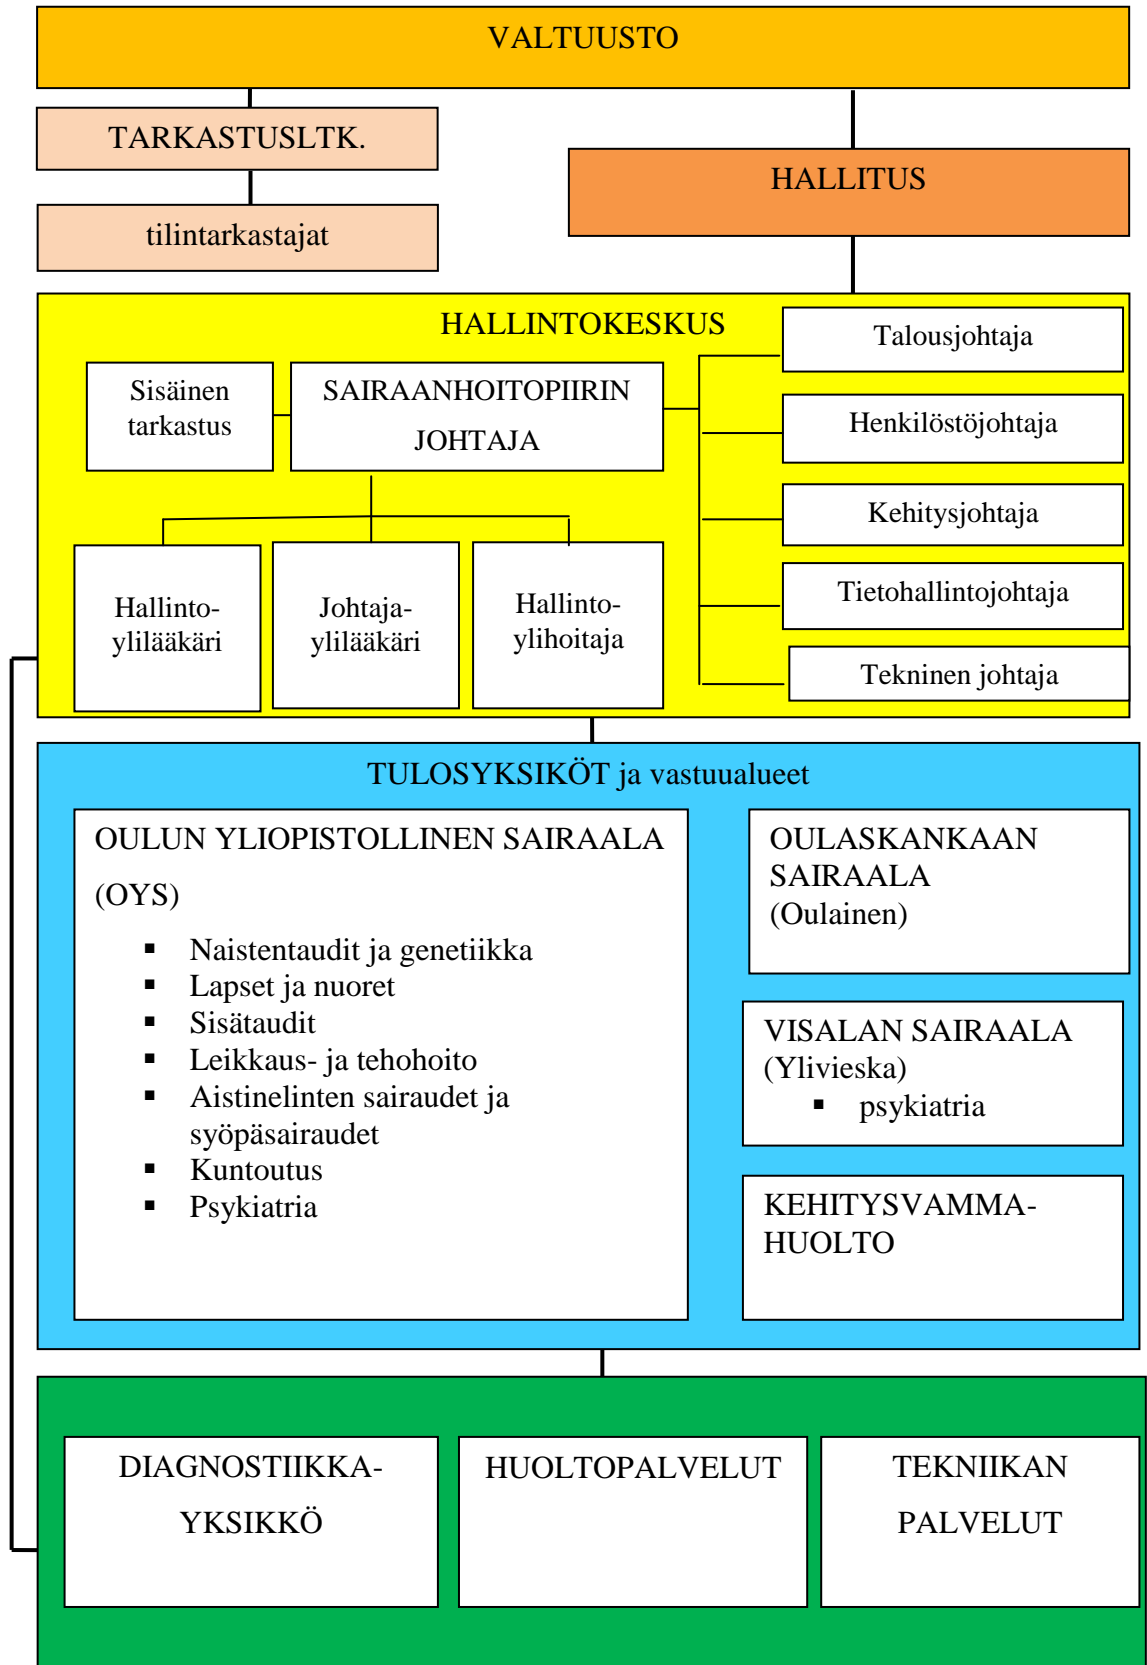 VALTUUSTO
TARKASTUSLTK.
HALLITUS
tilintarkastajat
HALLINTOKESKUS
Sisäinen
tarkastus
SAIRAANHOITOPIIRIN
JOHTAJA
Talousjohtaja
Henkilöstöjohtaja
Kehitysjohtaja
Tietohallintojohtaja
Tekninen johtaja
Hallinto-
ylilääkäri
Johtaja-
ylilääkäri
Hallinto-
ylihoitaja
TULOSYKSIKÖT ja vastuualueet
OULUN YLIOPISTOLLINEN SAIRAALA
(OYS)
▪ Naistentaudit ja genetiikka
▪ Lapset ja nuoret
▪ Sisätaudit
▪ Leikkaus- ja tehohoito
▪ Aistinelinten sairaudet ja
syöpäsairaudet
▪ Kuntoutus
▪ Psykiatria
OULASKANKAAN
SAIRAALA
(Oulainen)
VISALAN SAIRAALA
(Ylivieska)
▪ psykiatria
KEHITYSVAMMA-
HUOLTO
DIAGNOSTIIKKA-
YKSIKKÖ
HUOLTOPALVELUT
TEKNIIKAN
PALVELUT